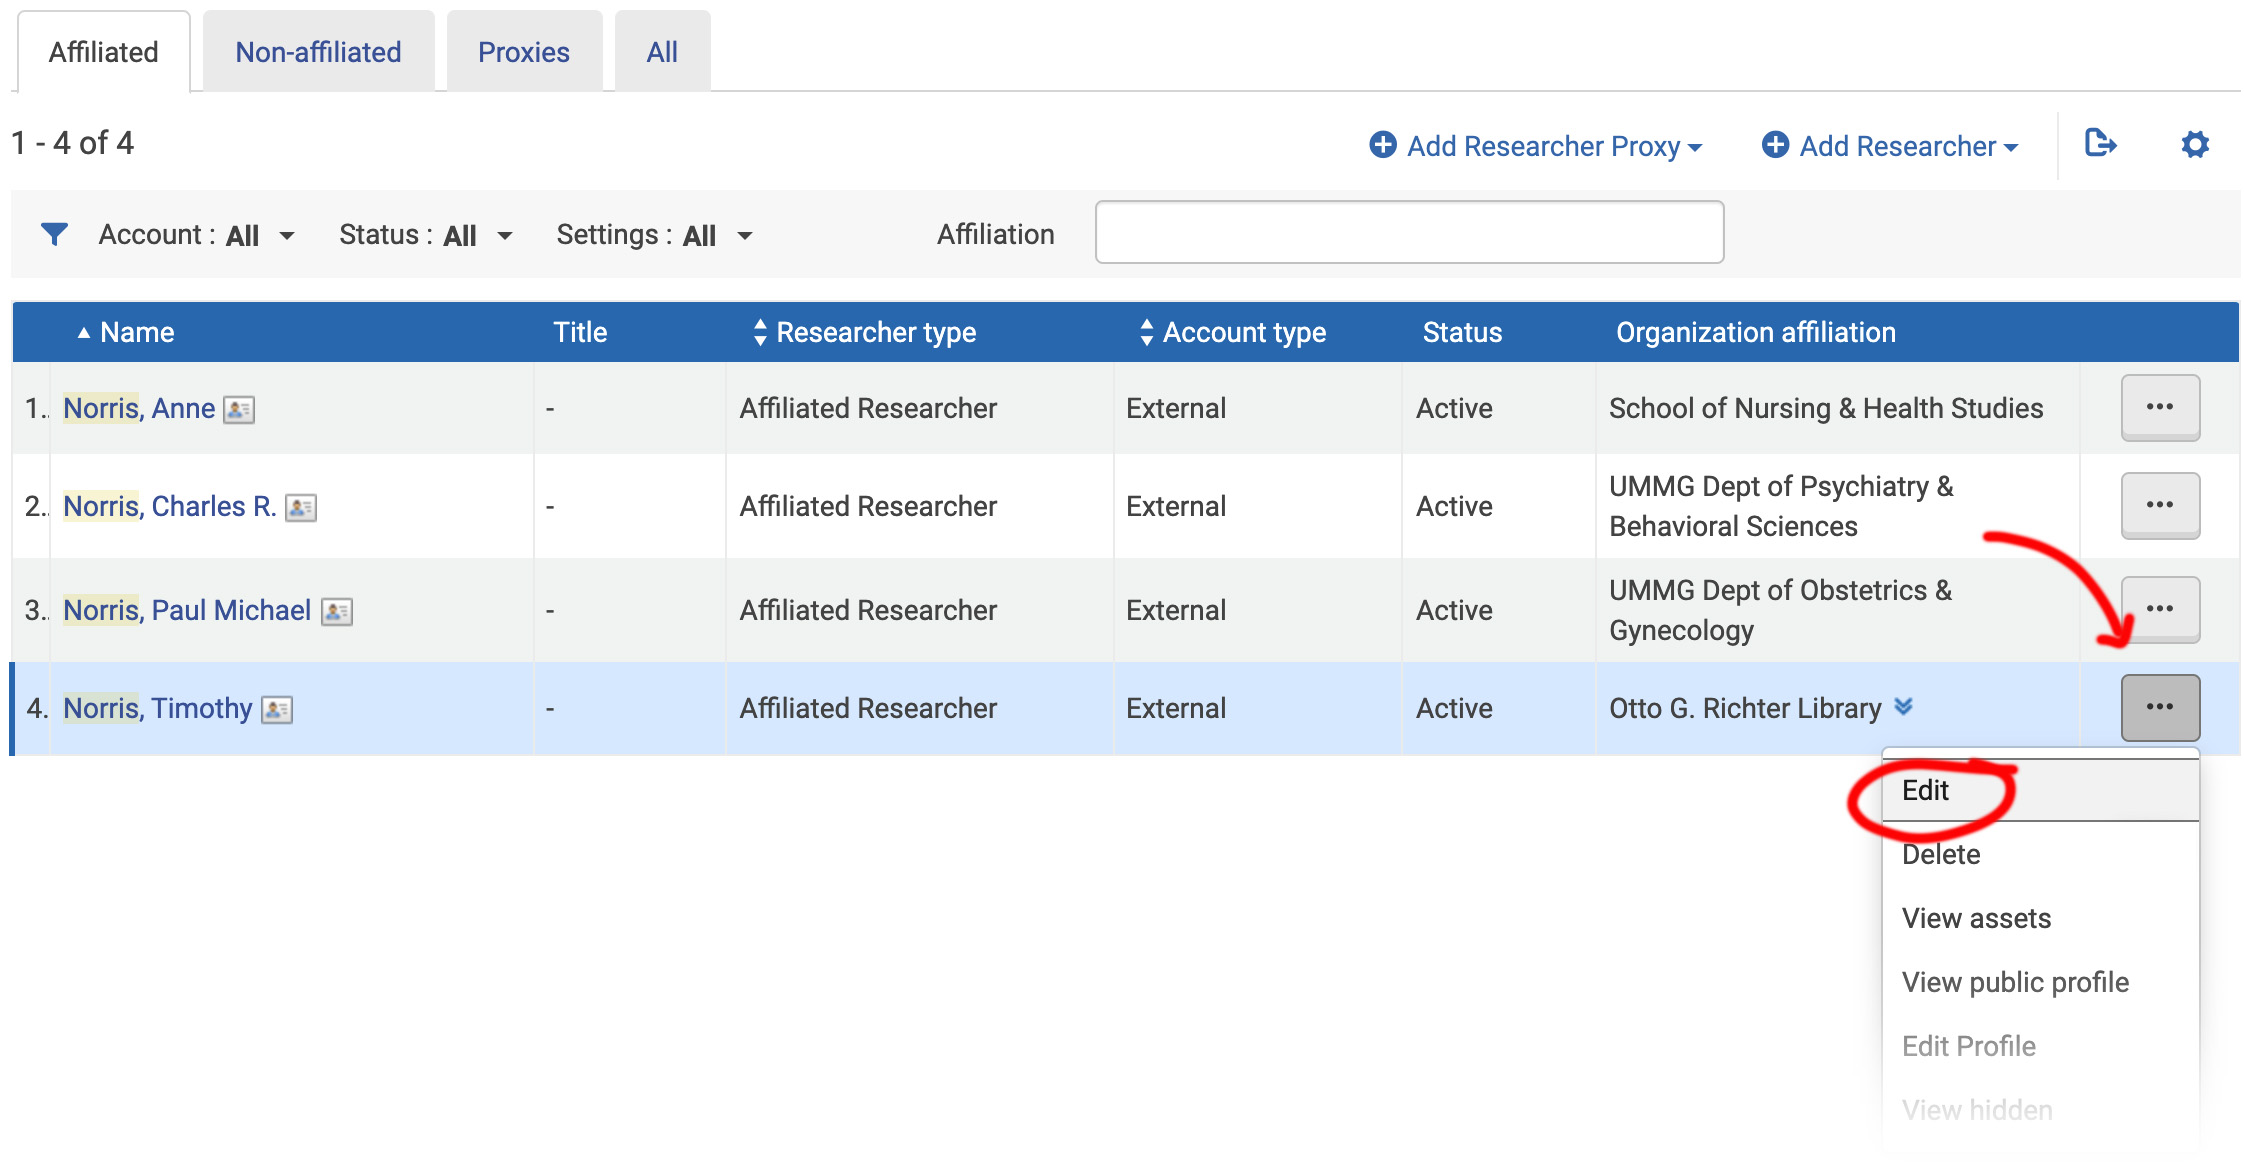 Affiliated Non-affiliated Proxies All
1 - 4 of 4 Add Researcher Proxy Add Researcher
Account : All Status : All Settings : All Affiliation
Name Title Researcher type Account type Status Organization affiliation
1.. Norris, Anne - Affiliated Researcher External Active School of Nursing & Health Studies ...
2.. Norris, Charles R. - Affiliated Researcher External Active UMMG Dept of Psychiatry &
Behavioral Sciences ...
3.. Norris, Paul Michael - Affiliated Researcher External Active UMMG Dept of Obstetrics &
Gynecology ...
4. Norris, Timothy - Affiliated Researcher External Active Otto G. Richter Library ...
Edit
Delete
View assets
View public profile
Edit Profile
View hidden